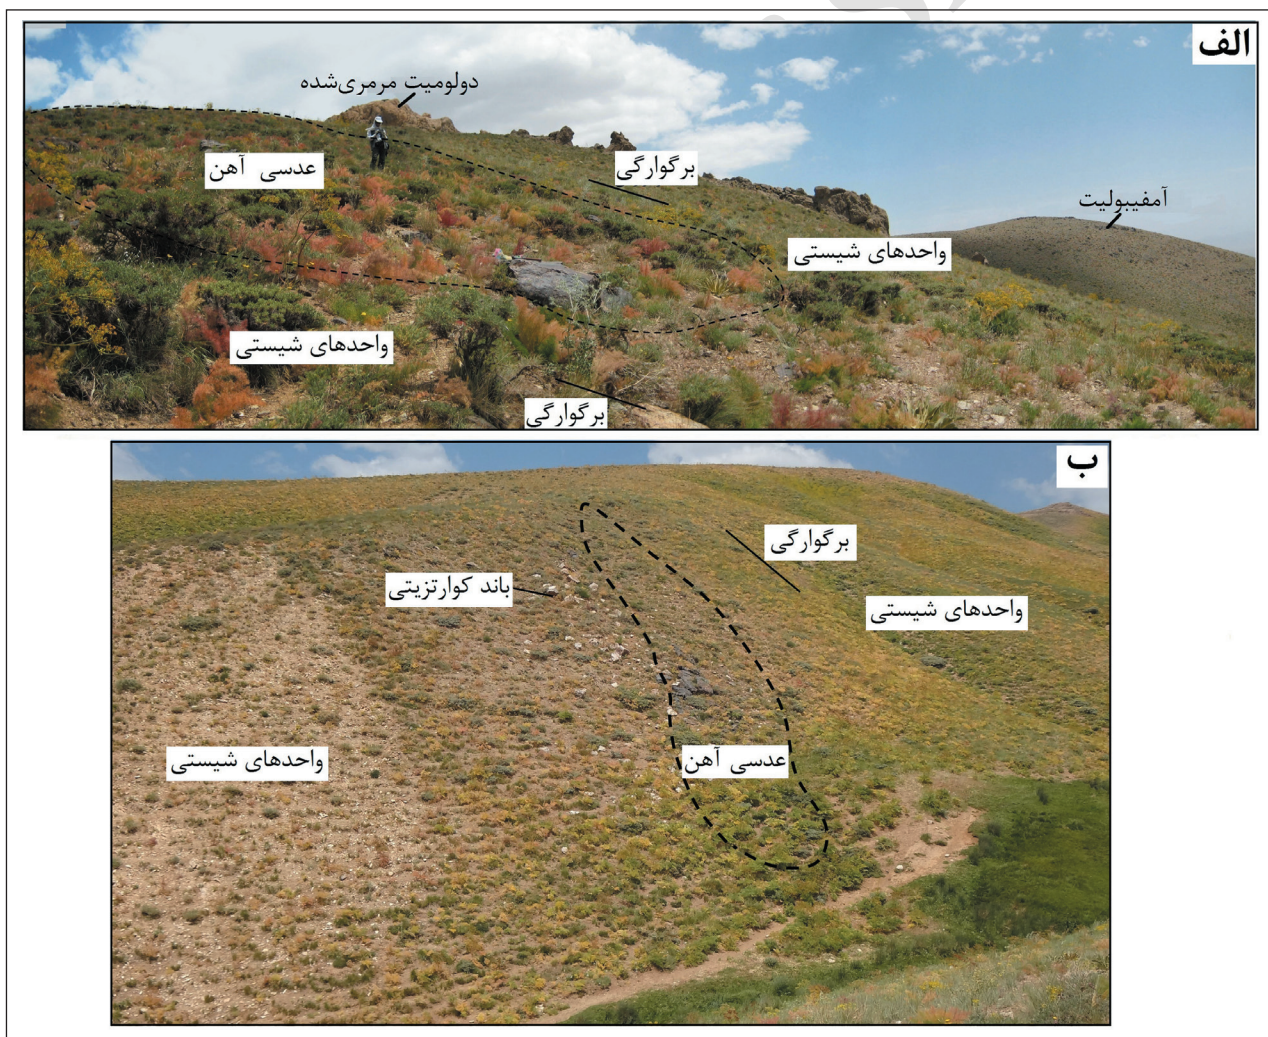 الف
دولومیت مرمری‌شده
عدسی آهن
برگوارگی
آمفیبولیت
واحدهای شیستی
واحدهای شیستی
برگوارگی
ب
برگوارگی
باند کوارتزیتی
واحدهای شیستی
واحدهای شیستی
عدسی آهن